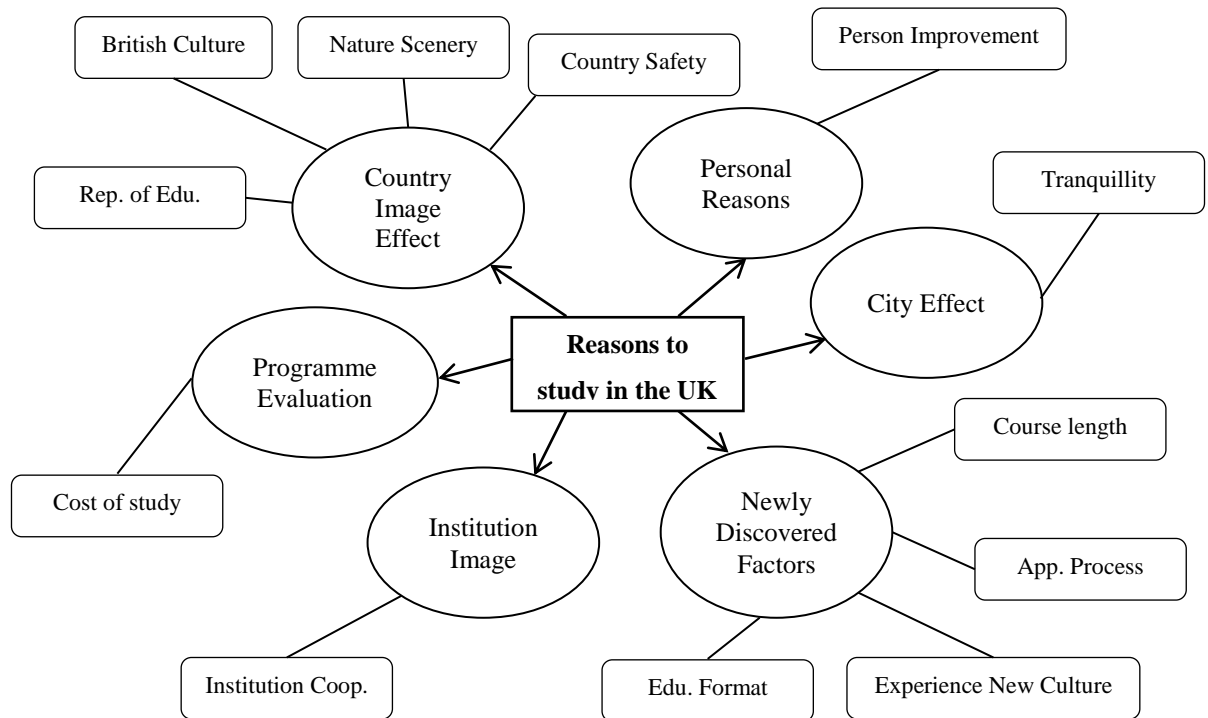 British Culture
Nature Scenery
Country Safety
Person Improvement
Rep. of Edu.
Country
Image
Effect
Personal
Reasons
Tranquillity
City Effect
Reasons to
study in the UK
Programme
Evaluation
Course length
Cost of study
Institution
Image
Newly
Discovered
Factors
App. Process
Institution Coop.
Edu. Format
Experience New Culture